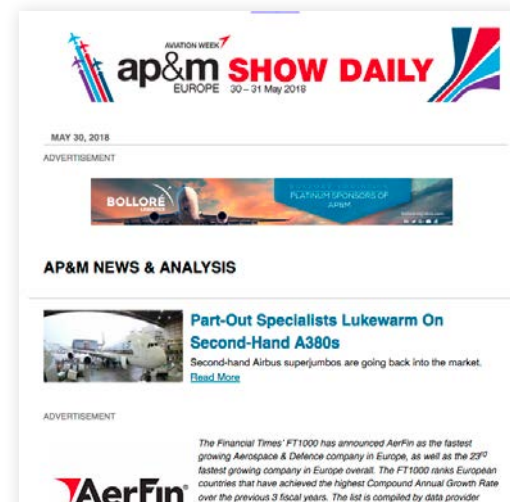 AVIATION WEEK
ap&m SHOW DAILY
EUROPE 30 – 31 May 2018
MAY 30, 2018
ADVERTISEMENT
BOLLORÉ
LOGISTICS
PLATINUM SPONSORS OF
AP&M
AP&M NEWS & ANALYSIS
Part-Out Specialists Lukewarm On
Second-Hand A380s
Second-hand Airbus superjumbos are going back into the market.
Read More
ADVERTISEMENT
AerFin
The Financial Times' FT1000 has announced AerFin as the fastest
growing Aerospace & Defence company in Europe, as well as the 23rd
fastest growing company in Europe overall. The FT1000 ranks European
countries that have achieved the highest Compound Annual Growth Rate
over the previous 3 fiscal years. The list is compiled by data provider